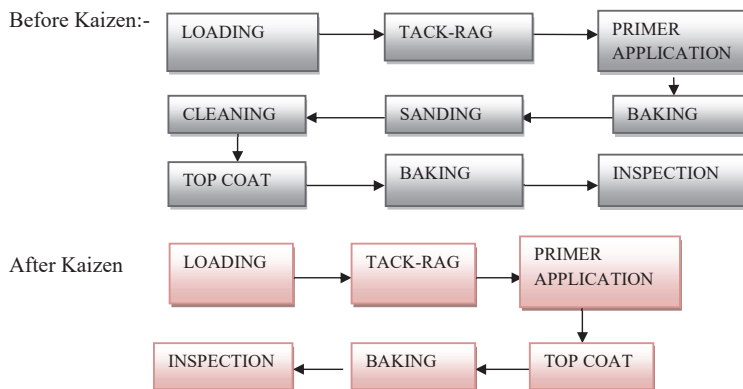 Before Kaizen:-
LOADING
TACK-RAG
PRIMER
APPLICATION
CLEANING
SANDING
BAKING
TOP COAT
BAKING
INSPECTION
After Kaizen
LOADING
TACK-RAG
PRIMER
APPLICATION
INSPECTION
BAKING
TOP COAT